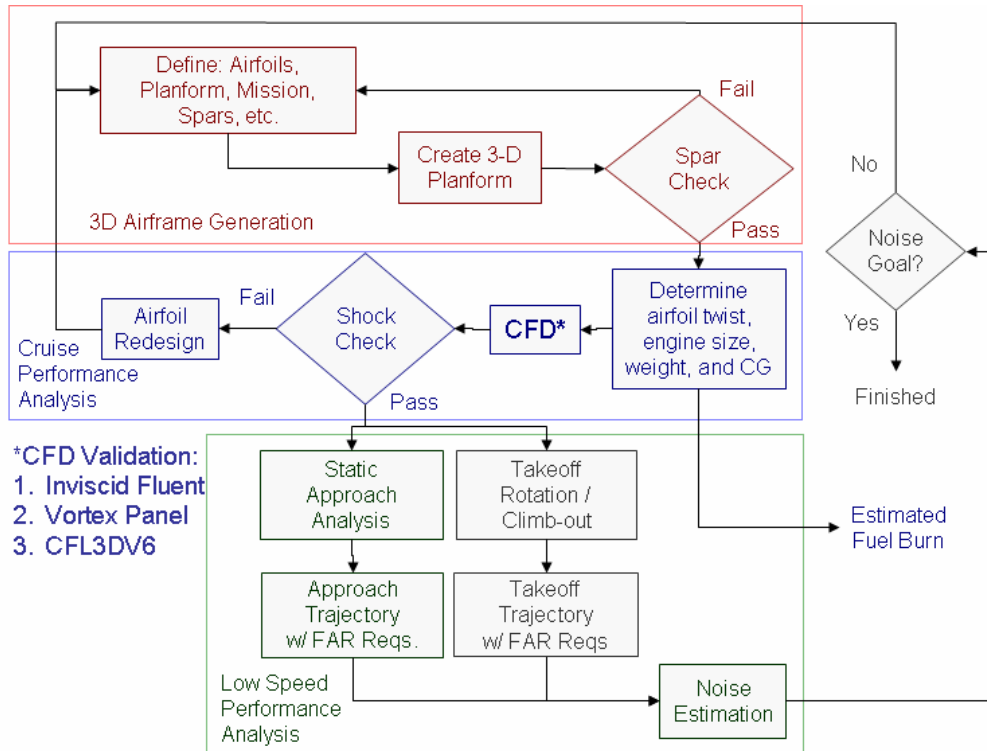 Define: Airfoils,
Planform, Mission,
Spars, etc.
Fail
Create 3-D
Planform
Spar
Check
No
3D Airframe Generation
Pass
Noise
Goal?
Fail
Shock
Check
Airfoil
Redesign
CFD*
Determine
airfoil twist,
engine size,
weight, and CG
Yes
Cruise
Performance
Analysis
Pass
Finished
*CFD Validation:
1. Inviscid Fluent
2. Vortex Panel
3. CFL3DV6
Static
Approach
Analysis
Takeoff
Rotation /
Climb-out
Estimated
Fuel Burn
Approach
Trajectory
w/ FAR Reqs.
Takeoff
Trajectory
w/ FAR Reqs
Low Speed
Performance
Analysis
Noise
Estimation